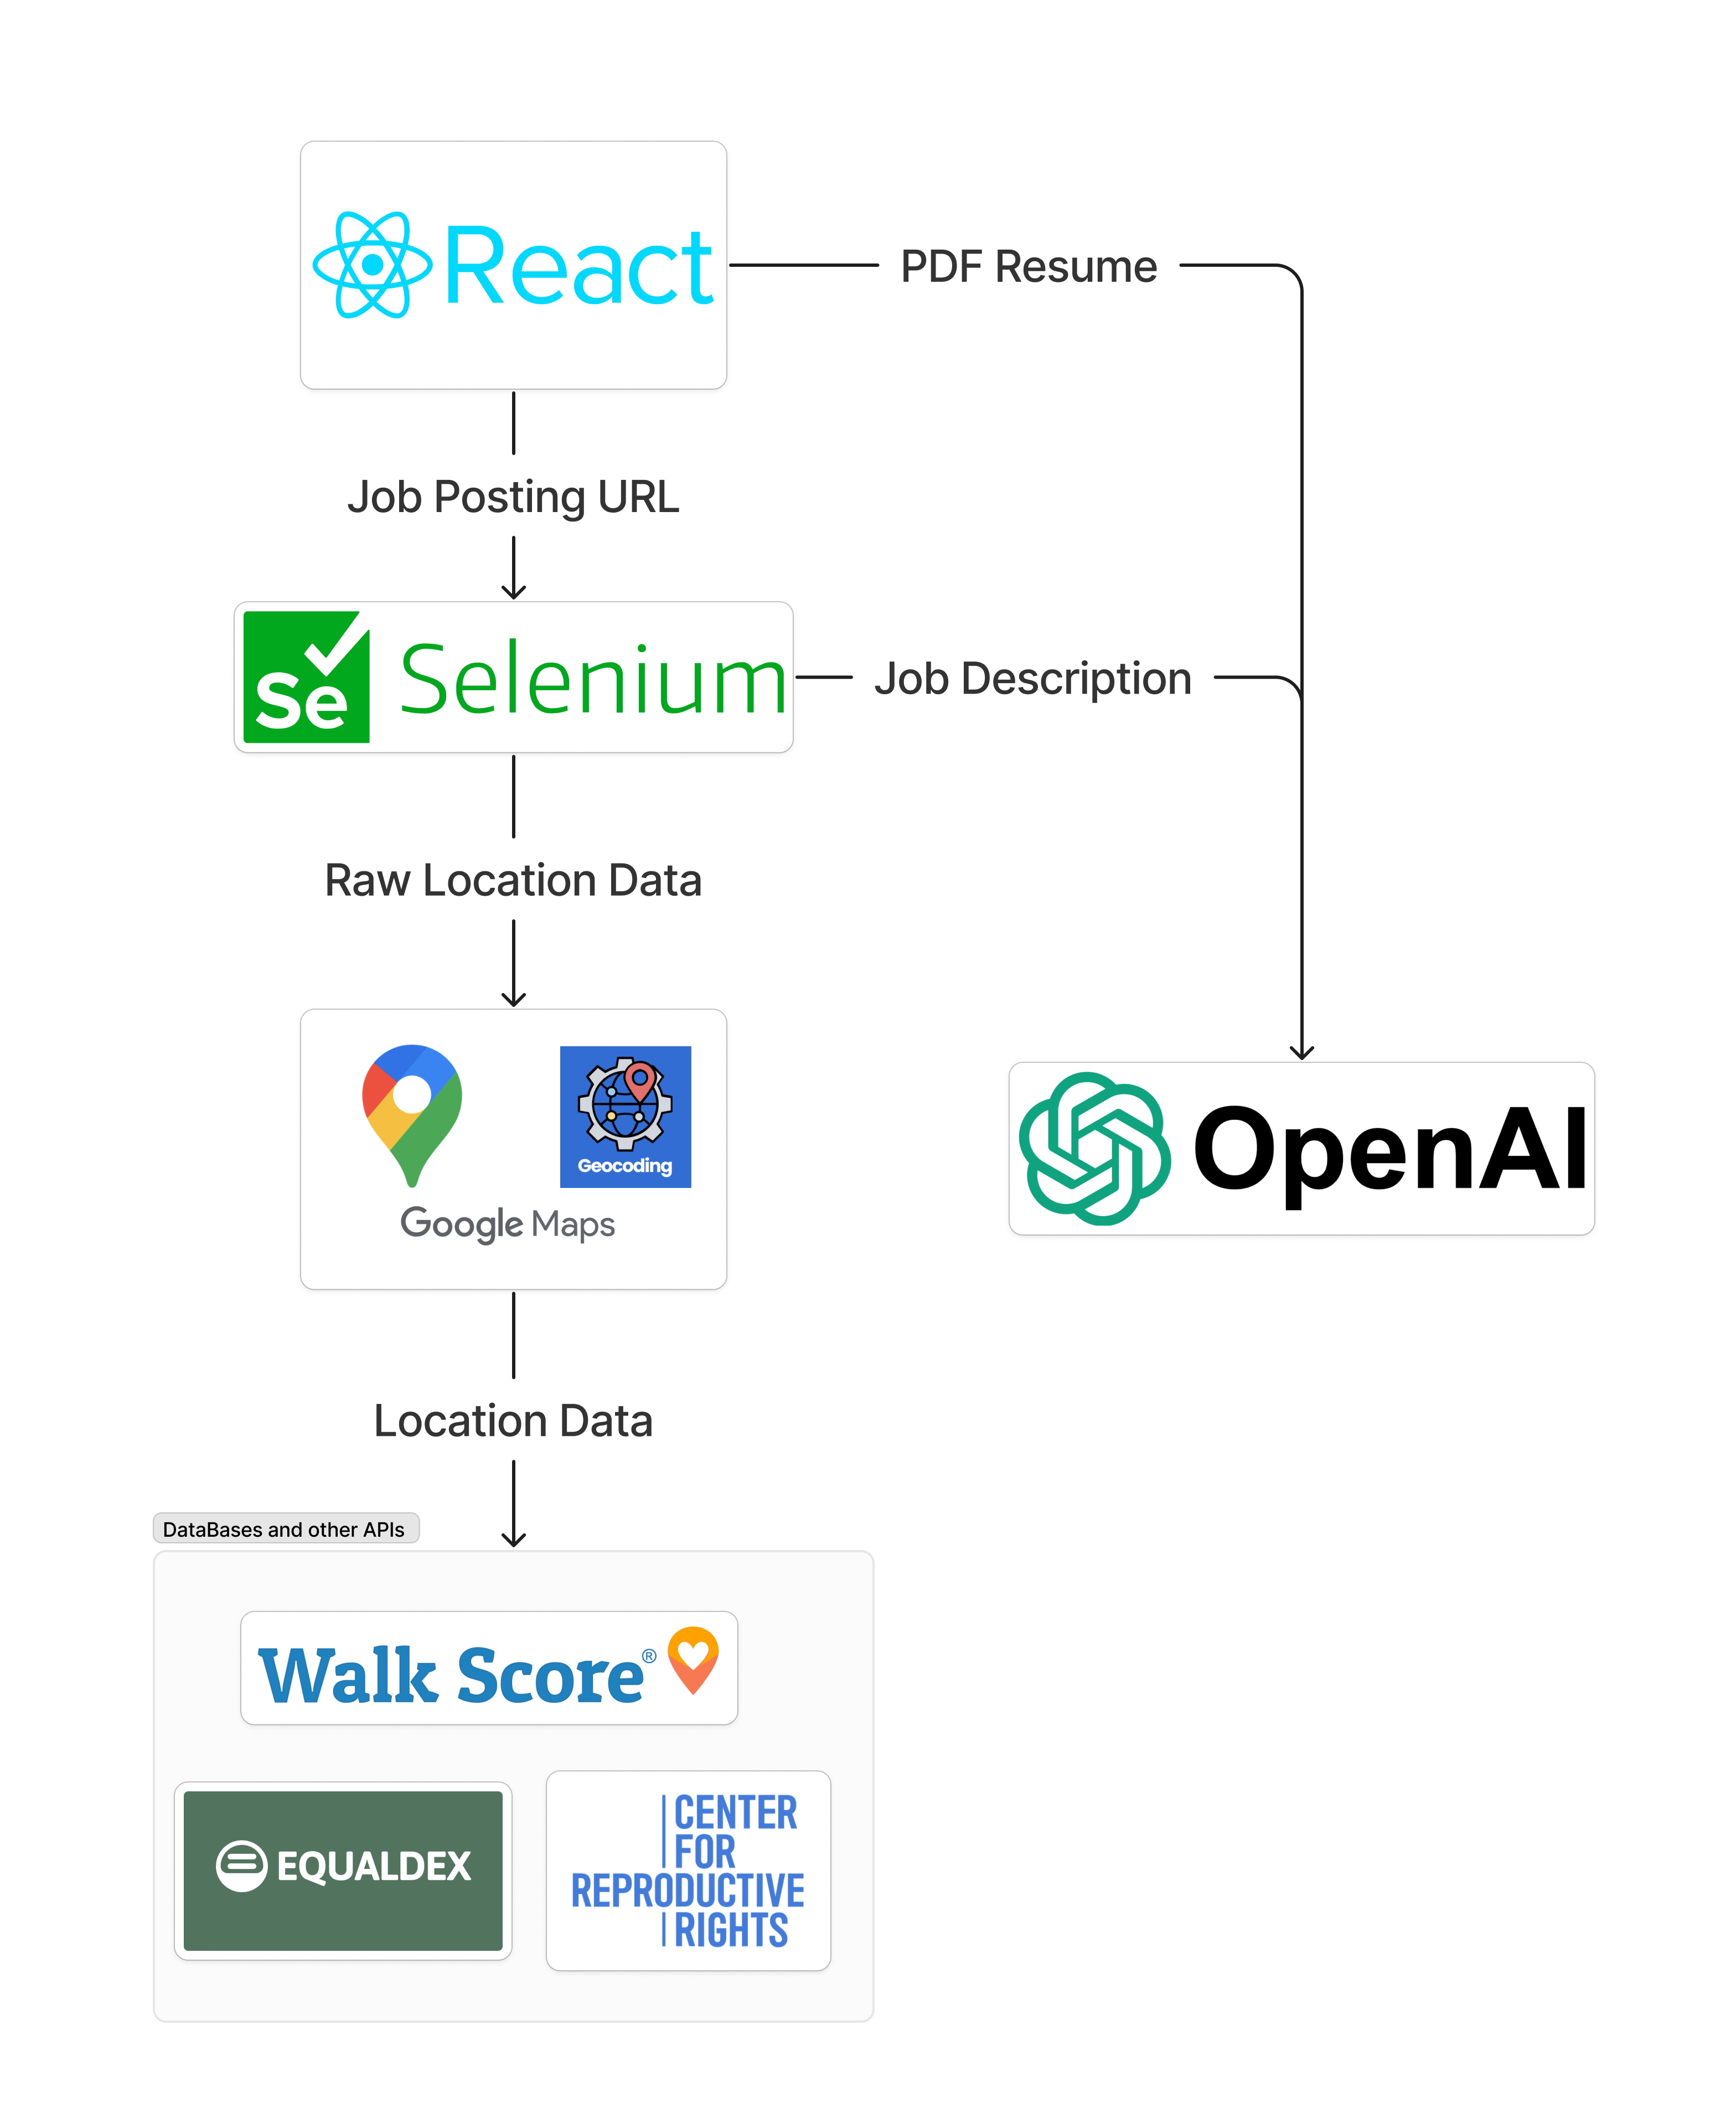 React
PDF Resume
Job Posting URL
se
Selenium
Job Description
Raw Location Data
Geocoding
Google Maps
OpenAI
Location Data
DataBases and other APIs
Walk Score®
EQUALDEX
CENTER
FOR
REPRODUCTIVE
RIGHTS